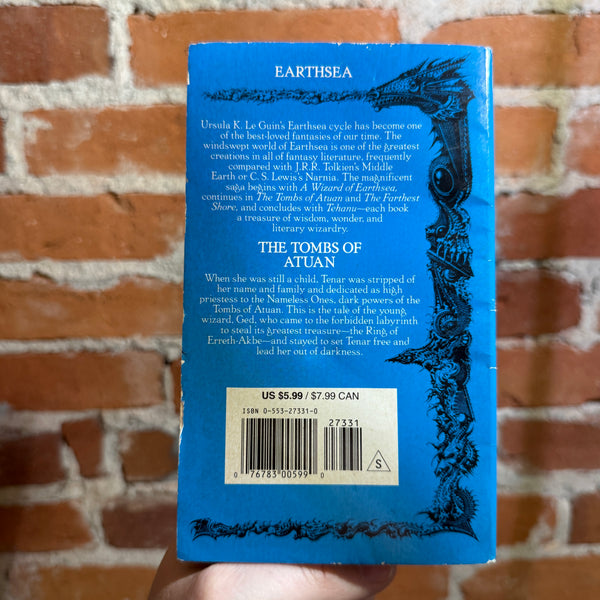 EARTHSEA
Ursula K. Le Guin's Earthsea cycle has become one
of the best-loved fantasies of our time. The
windswept world of Earthsea is one of the greatest
creations in all of fantasy literature, frequently
compared with J.R.R. Tolkien's Middle
Earth or C.S. Lewis's Narnia. The magnificent
saga begins with A Wizard of Earthsea,
continues in The Tombs of Atuan and The Farthest
Shore, and concludes with Tehanu—each book
a treasure of wisdom, wonder, and
literary wizardry.
THE TOMBS OF
ATUAN
When she was still a child, Tenar was stripped of
her name and family and dedicated as high
priestess to the Nameless Ones, dark powers of the
Tombs of Atuan. This is the tale of the young
wizard, Ged, who came to the forbidden labyrinth
to steal its greatest treasure—the Ring of
Erreth-Akbe—and stayed to set Tenar free and
lead her out of darkness.
US $5.99 / $7.99 CAN
ISBN 0-553-27331-0
27331
0 76783 00599 0
S